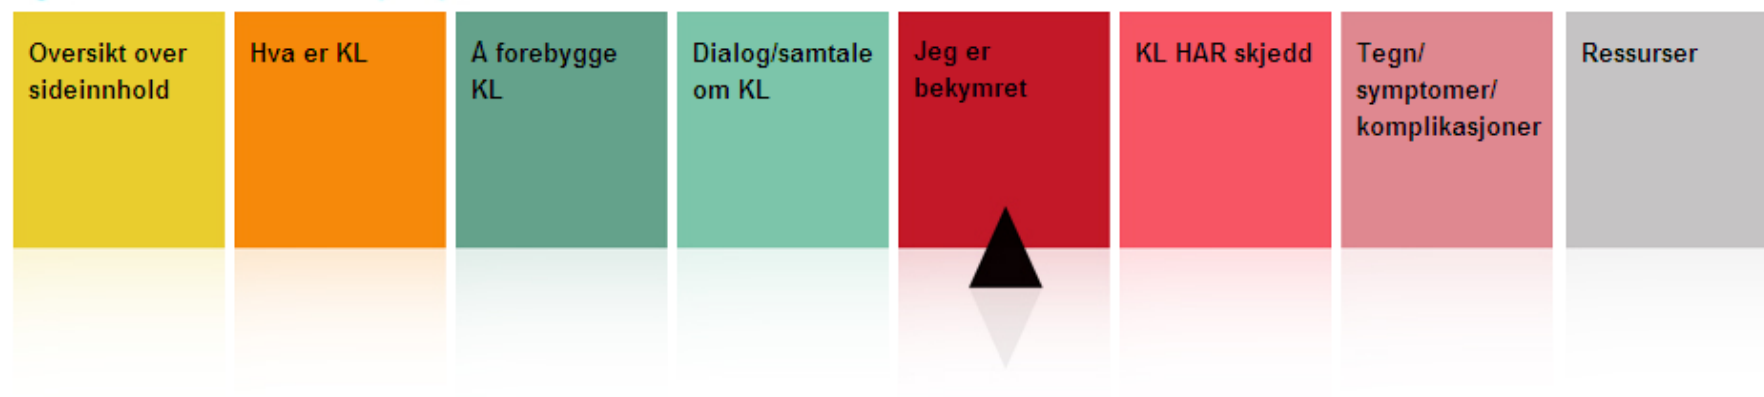 Oversikt over
sideinnhold
Hva er KL
Å forebygge
KL
Dialog/samtale
om KL
Jeg er
bekymret
KL HAR skjedd
Tegn/
symptomer/
komplikasjoner
Ressurser